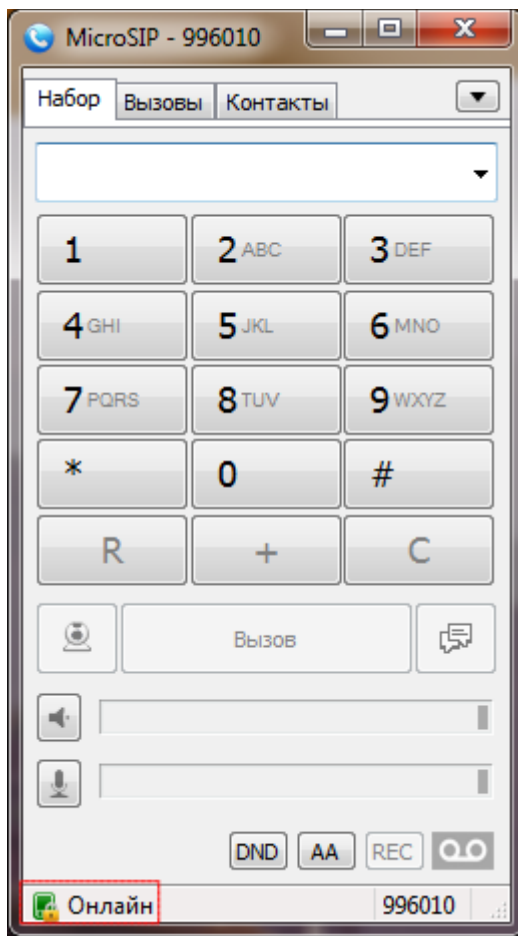 MicroSIP - 996010
Набор Вызовы Контакты
1 2 ABC 3 DEF
4 GHI 5 JKL 6 MNO
7 PQRS 8 TUV 9 WXYZ
* 0 #
R + C
Вызов
DND AA REC
Онлайн 996010